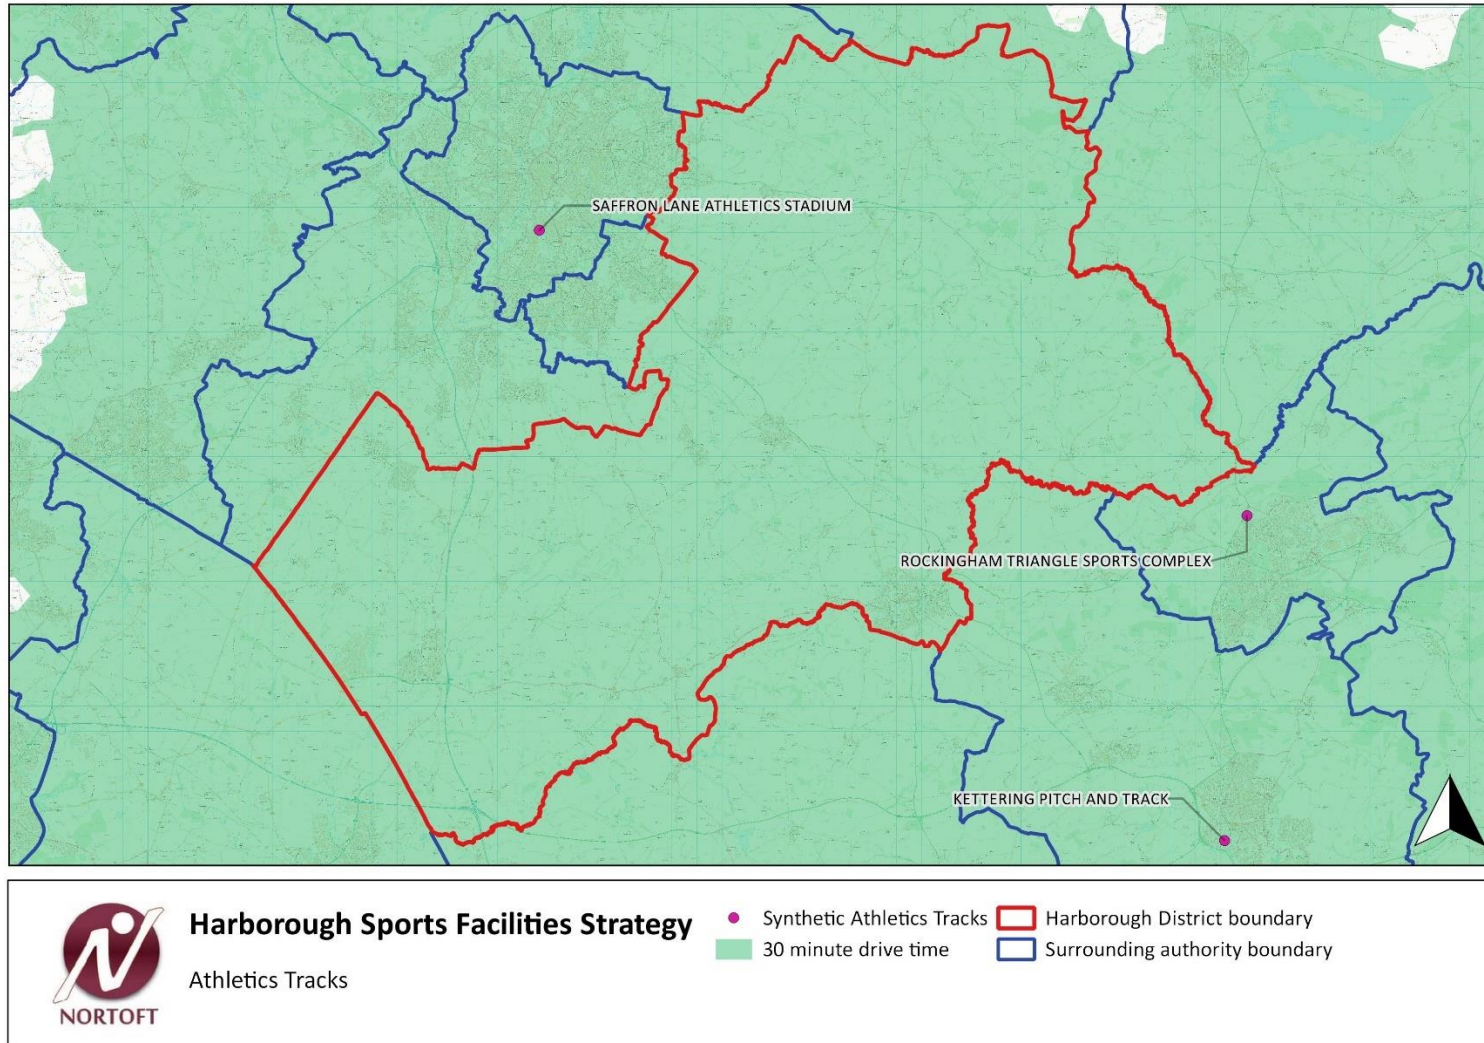 SAFFRON LANE ATHLETICS STADIUM
ROCKINGHAM TRIANGLE SPORTS COMPLEX
KETTERING PITCH AND TRACK
N
NORTOFT
Harborough Sports Facilities Strategy
Athletics Tracks
Synthetic Athletics Tracks
30 minute drive time
Harborough District boundary
Surrounding authority boundary